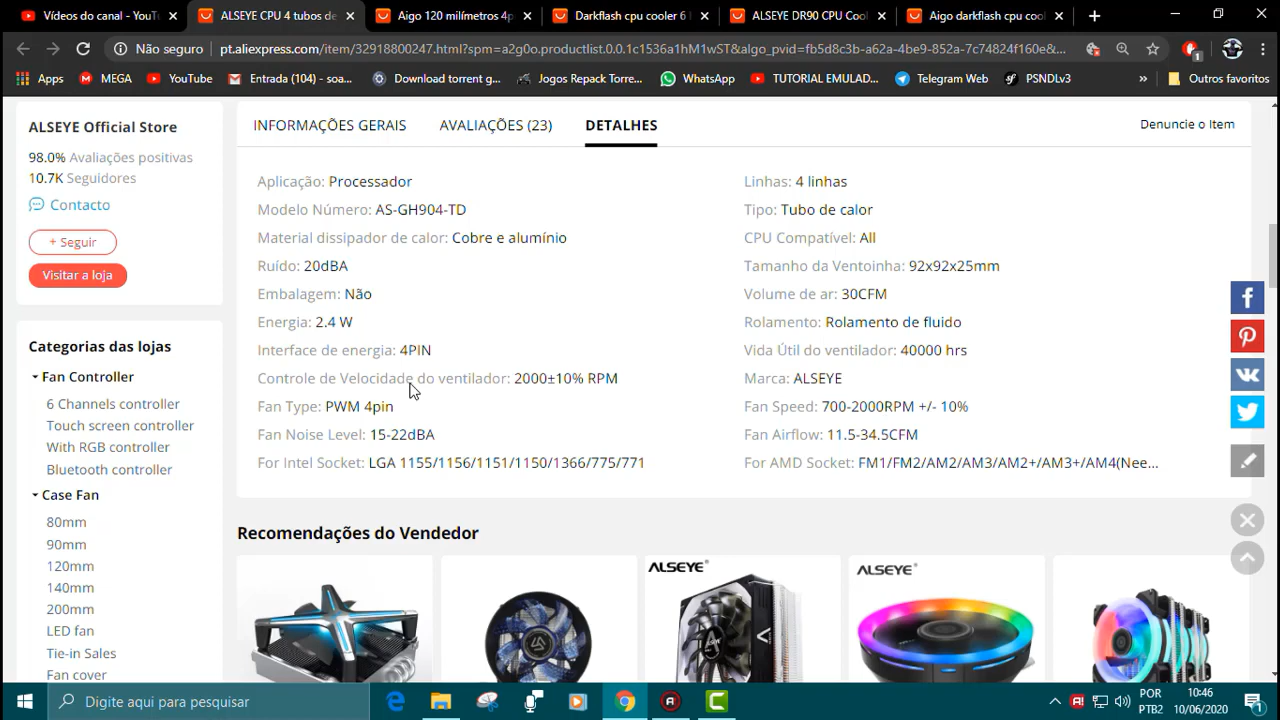 Vídeos do canal - YouTu
ALSEYE CPU 4 tubos de
Aigo 120 milímetros 4p
Darkflash cpu cooler 6 t
ALSEYE DR90 CPU Cool
Aigo darkflash cpu cool
Não seguro
pt.aliexpress.com/item/32918800247.html?spm=a2g0o.productlist.0.0.1c1536a1hM1wST&algo_pvid=fb5d8c3b-a62a-4be9-852a-7c74824f160e&...
Apps
MEGA
YouTube
Entrada (104) - soa...
Download torrent g...
Jogos Repack Torre...
WhatsApp
TUTORIAL EMULAD...
Telegram Web
PSNDLv3
»
Outros favoritos
ALSEYE Official Store
98.0% Avaliações positivas
10.7K Seguidores
Contacto
+ Seguir
Visitar a loja
Categorias das lojas
Fan Controller
6 Channels controller
Touch screen controller
With RGB controller
Bluetooth controller
Case Fan
80mm
90mm
120mm
140mm
200mm
LED fan
Tie-in Sales
Fan cover
INFORMAÇÕES GERAIS
AVALIAÇÕES (23)
DETALHES
Denuncie o Item
Aplicação: Processador
Linhas: 4 linhas
Modelo Número: AS-GH904-TD
Tipo: Tubo de calor
Material dissipador de calor: Cobre e alumínio
CPU Compatível: All
Ruído: 20dBA
Tamanho da Ventoinha: 92x92x25mm
Embalagem: Não
Volume de ar: 30CFM
Energia: 2.4 W
Rolamento: Rolamento de fluido
Interface de energia: 4PIN
Vida Útil do ventilador: 40000 hrs
Controle de Velocidade do ventilador: 2000±10% RPM
Marca: ALSEYE
Fan Type: PWM 4pin
Fan Speed: 700-2000RPM +/- 10%
Fan Noise Level: 15-22dBA
Fan Airflow: 11.5-34.5CFM
For Intel Socket: LGA 1155/1156/1151/1150/1366/775/771
For AMD Socket: FM1/FM2/AM2/AM3/AM2+/AM3+/AM4(Nee...
Recomendações do Vendedor
ALSEYE
ALSEYE
Digite aqui para pesquisar
POR
PTB2
10:46
10/06/2020